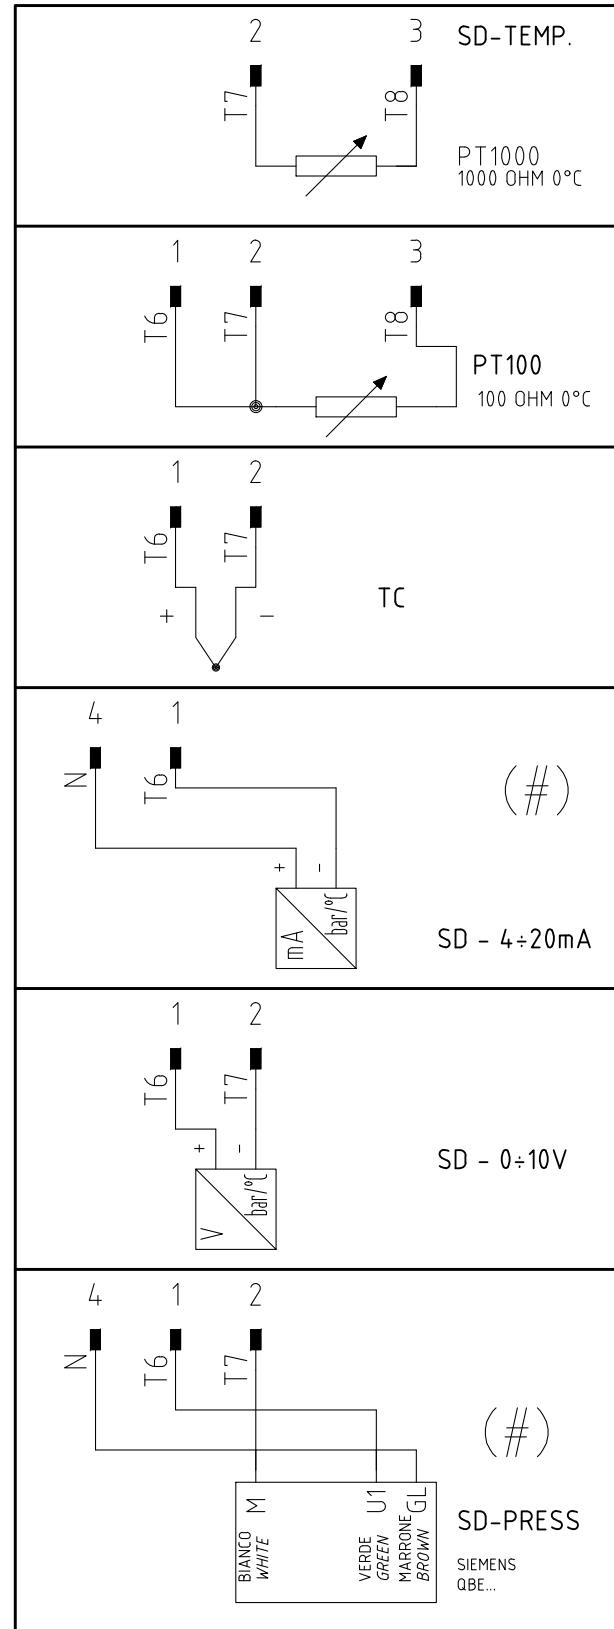 2 3 SD-TEMP.
T7 T8
PT1000
1000 OHM 0°C
1 2 3
T6 T7 T8
PT100
100 OHM 0°C
1 2
T6 T7
+ -
TC
4 1
N T6
(#)
+ -
mA bar/°C
SD - 4÷20mA
1 2
T6 T7
+ -
SD - 0÷10V
V bar/°C
4 1 2
N T6 T7
(#)
M U1 GL
BIANCO VERDE MARRONE
WHITE GREEN BROWN
SD-PRESS
SIEMENS
QBE...